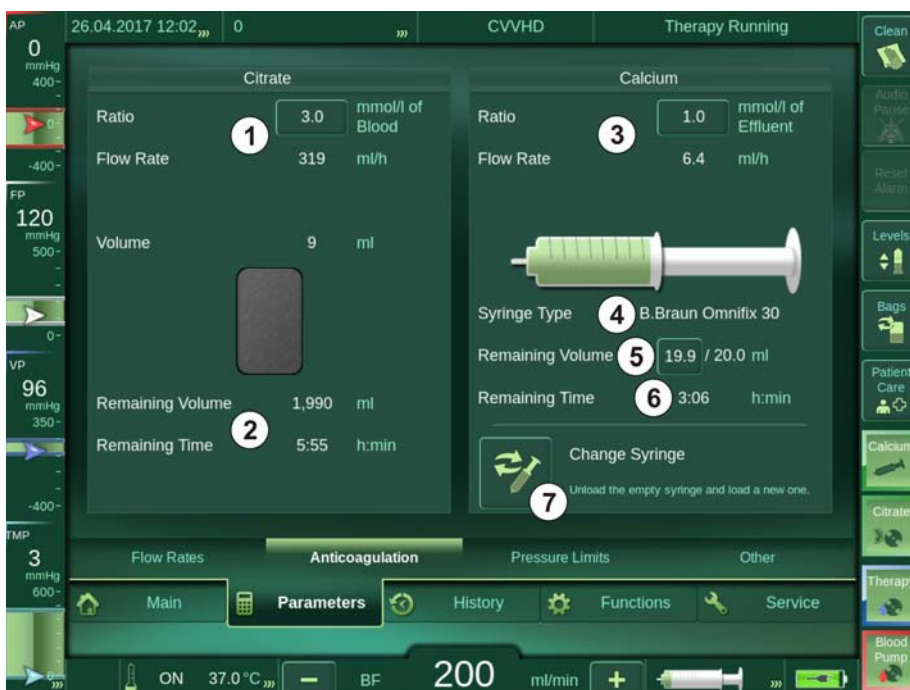 AP
0
mmHg
400-
0-
-400-
FP
120
mmHg
500-
0-
VP
96
mmHg
350-
-400-
TMP
3
mmHg
600-
0-
26.04.2017 12:02 0 CVVHD Therapy Running
Citrate
Ratio 1 3.0 mmol/l of Blood
Flow Rate 319 ml/h
Volume 9 ml
Remaining Volume 1,990 ml
2
Remaining Time 5:55 h:min
Calcium
Ratio 3 1.0 mmol/l of Effluent
Flow Rate 6.4 ml/h
Syringe Type 4 B.Braun Omnifix 30
Remaining Volume 5 19.9 / 20.0 ml
Remaining Time 6 3:06 h:min
Change Syringe
7 Unload the empty syringe and load a new one.
Flow Rates Anticoagulation Pressure Limits Other
Main Parameters History Functions Service
ON 37.0 °C BF 200 ml/min
Clean
Audio
Pause
Reset
Alarm
Levels
Bags
Patient
Care
Calcium
Citrate
Therapy
Blood
Pump